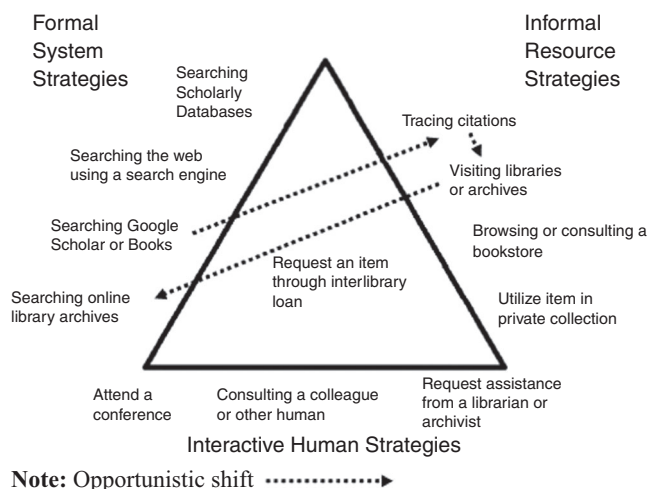 Formal
System
Strategies
Informal
Resource
Strategies
Searching
Scholarly
Databases
Tracing citations
Searching the web
using a search engine
Visiting libraries
or archives
Searching Google
Scholar or Books
Browsing or consulting a
bookstore
Request an item
through interlibrary
loan
Searching online
library archives
Utilize item in
private collection
Attend a
conference
Consulting a colleague
or other human
Request assistance
from a librarian or
archivist
Interactive Human Strategies
Note: Opportunistic shift